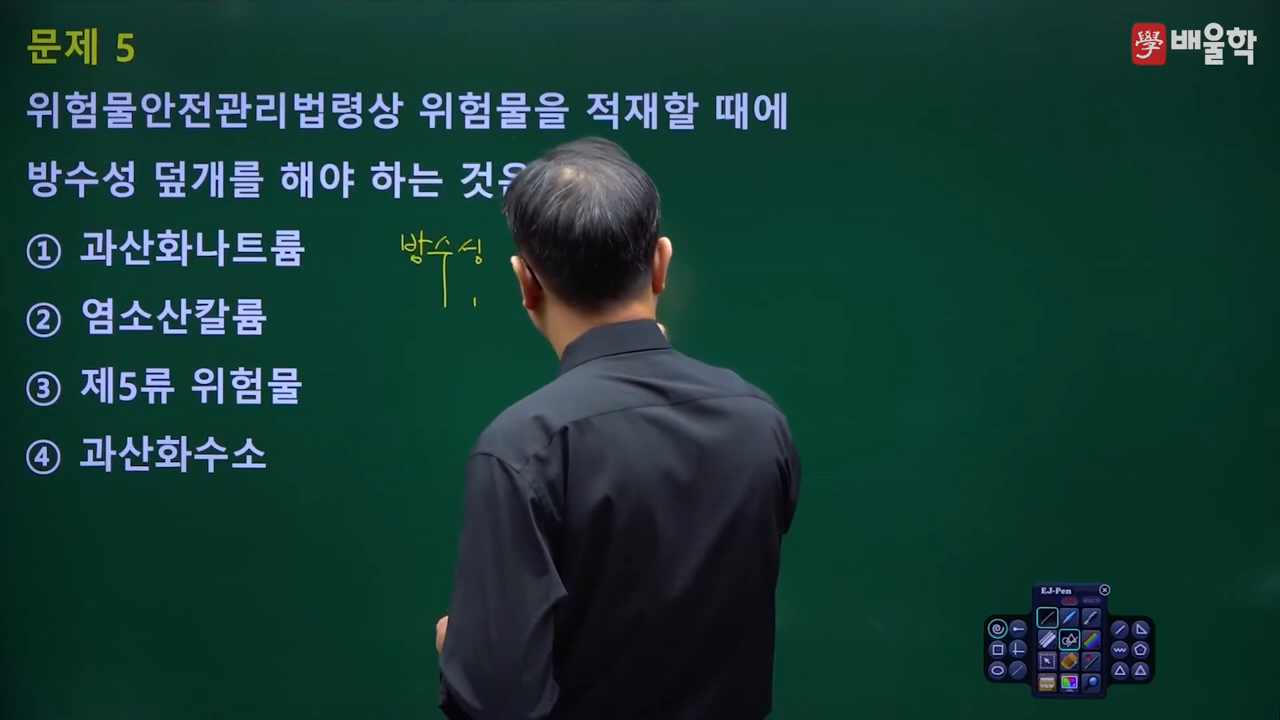 문제 5
學 배울학
위험물안전관리법령상 위험물을 적재할 때에
방수성 덮개를 해야 하는 것은
① 과산화나트륨
방수성
② 염소산칼륨
③ 제5류 위험물
④ 과산화수소
EJ-Pen